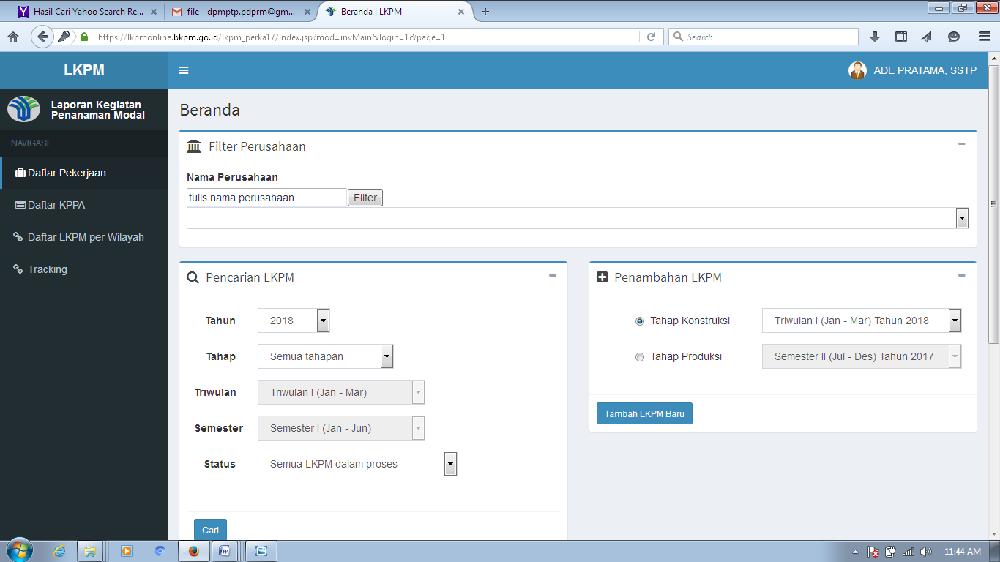 Hasil Cari Yahoo Search Re...
file - dpmptp.pdprm@gm...
Beranda | LKPM
https://lkpmonline.bkpm.go.id/lkpm_perka17/index.jsp?mod=invMain&login=1&page=1
Search
LKPM
ADE PRATAMA, SSTP
Laporan Kegiatan
Penanaman Modal
NAVIGASI
Daftar Pekerjaan
Daftar KPPA
Daftar LKPM per Wilayah
Tracking
Beranda
Filter Perusahaan
Nama Perusahaan
tulis nama perusahaan
Filter
Pencarian LKPM
Tahun
2018
Tahap
Semua tahapan
Triwulan
Triwulan I (Jan - Mar)
Semester
Semester I (Jan - Jun)
Status
Semua LKPM dalam proses
Cari
Penambahan LKPM
Tahap Konstruksi
Triwulan I (Jan - Mar) Tahun 2018
Tahap Produksi
Semester II (Jul - Des) Tahun 2017
Tambah LKPM Baru
11:44 AM